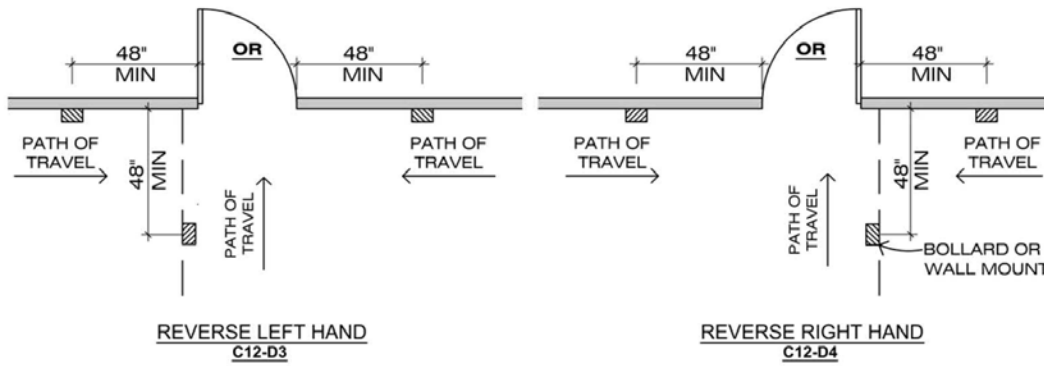 48"
MIN
OR
48"
MIN
PATH OF
TRAVEL
48"
MIN
PATH OF
TRAVEL
PATH OF
TRAVEL
REVERSE LEFT HAND
C12-D3
48"
MIN
OR
48"
MIN
PATH OF
TRAVEL
PATH OF
TRAVEL
48"
MIN
PATH OF
TRAVEL
BOLLARD OR
WALL MOUNT
REVERSE RIGHT HAND
C12-D4